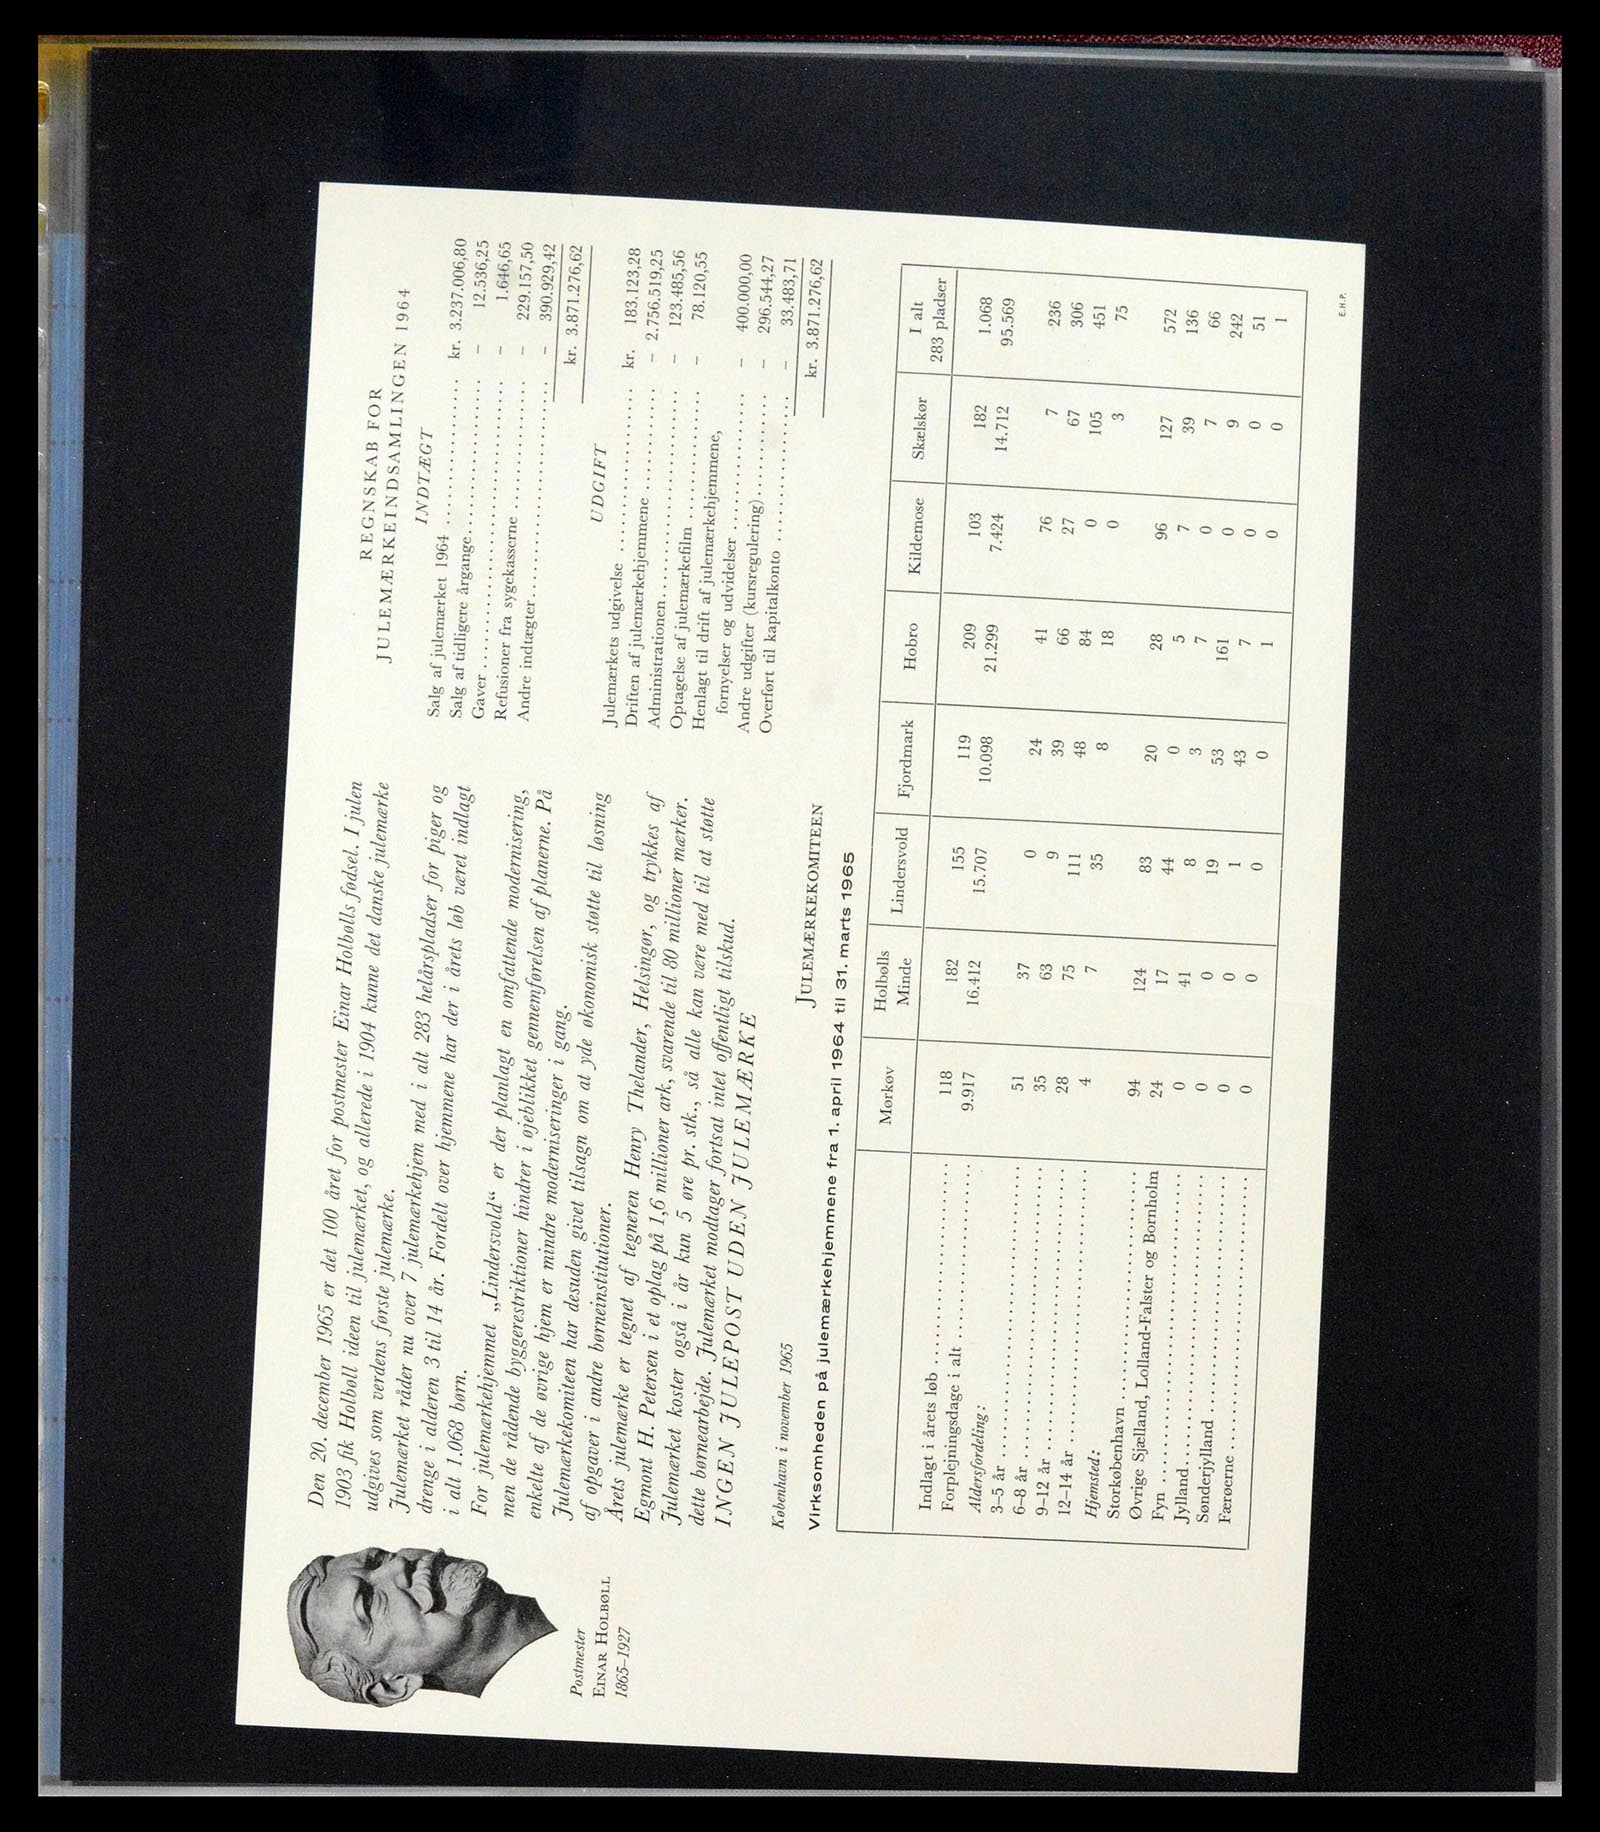 Den 20. december 1965 er det 100 året for postmester Einar Holbølls fødsel. I julen
1903 fik Holbøll ideen til julemærket, og allerede i 1904 kunne det danske julemærke
udgives som verdens første julemærke.
Julemærket råder nu over 7 julemærkehjem med i alt 283 helårspladser for piger og
drenge i alderen 3 til 14 år. Fordelt over hjemmene har der i årets løb været indlagt
i alt 1.068 børn.
For julemærkehjemmet „Lindersvold“ er der planlagt en omfattende modernisering,
men de rådende byggerestriktioner hindrer i øjeblikket gennemførelsen af planerne. På
enkelte af de øvrige hjem er mindre moderniseringer i gang.
Julemærkekomiteen har desuden givet tilsagn om at yde økonomisk støtte til løsning
af opgaver i andre børneinstitutioner.
Årets julemærke er tegnet af tegneren Henry Thelander, Helsingør, og trykkes af
Egmont H. Petersen i et oplag på 1,6 millioner ark, svarende til 80 millioner mærker.
Julemærket koster også i år kun 5 øre pr. stk., så alle kan være med til at støtte
dette børnearbejde. Julemærket modtager fortsat intet offentligt tilskud.
INGEN JULEPOST UDEN JULEMÆRKE
København i november 1965
JULEMÆRKEKOMITEEN
Postmester
EINAR HOLBØLL
1865–1927
REGNSKAB FOR
JULEMÆRKEINDSAMLINGEN 1964
INDTÆGT
Salg af julemærket 1964 ................ kr. 3.237.006,80
Salg af tidligere årgange ................ – 12.536,25
Gaver ................ – 1.646,65
Refusioner fra sygekasserne ................ – 229.157,50
Andre indtægter ................ – 390.929,42
kr. 3.871.276,62
UDGIFT
Julemærkets udgivelse ................ kr. 183.123,28
Driften af julemærkehjemmene ................ – 2.756.519,25
Administrationen ................ – 123.485,56
Optagelse af julemærkefilm ................ – 78.120,55
Henlagt til drift af julemærkehjemmene,
fornyelser og udvidelser ................ – 400.000,00
Andre udgifter (kursregulering) ................ – 296.544,27
Overført til kapitalkonto ................ – 33.483,71
kr. 3.871.276,62
Virksomheden på julemærkehjemmene fra 1. april 1964 til 31. marts 1965
Mørkøv Holbølls Minde Lindersvold Fjordmark Hobro Kildemose Skælskør I alt 283 pladser
Indlagt i årets løb ................ 118 182 155 119 209 103 182 1.068
Forplejningsdage i alt ................ 9.917 16.412 15.707 10.098 21.299 7.424 14.712 95.569
Aldersfordeling:
3–5 år ................ 51 37 0 24 41 76 7 236
6–8 år ................ 35 63 9 39 66 27 67 306
9–12 år ................ 28 75 111 48 84 0 105 451
12–14 år ................ 4 7 35 8 18 0 3 75
Hjemsted:
Storkøbenhavn ................ 94 124 83 20 28 96 127 572
Øvrige Sjælland, Lolland-Falster og Bornholm 24 17 44 0 5 7 39 136
Fyn ................ 0 41 8 3 7 0 7 66
Jylland ................ 0 0 19 53 161 0 9 242
Sønderjylland ................ 0 0 1 43 7 0 0 51
Færøerne ................ 0 0 0 0 1 0 0 1
E.H.P.